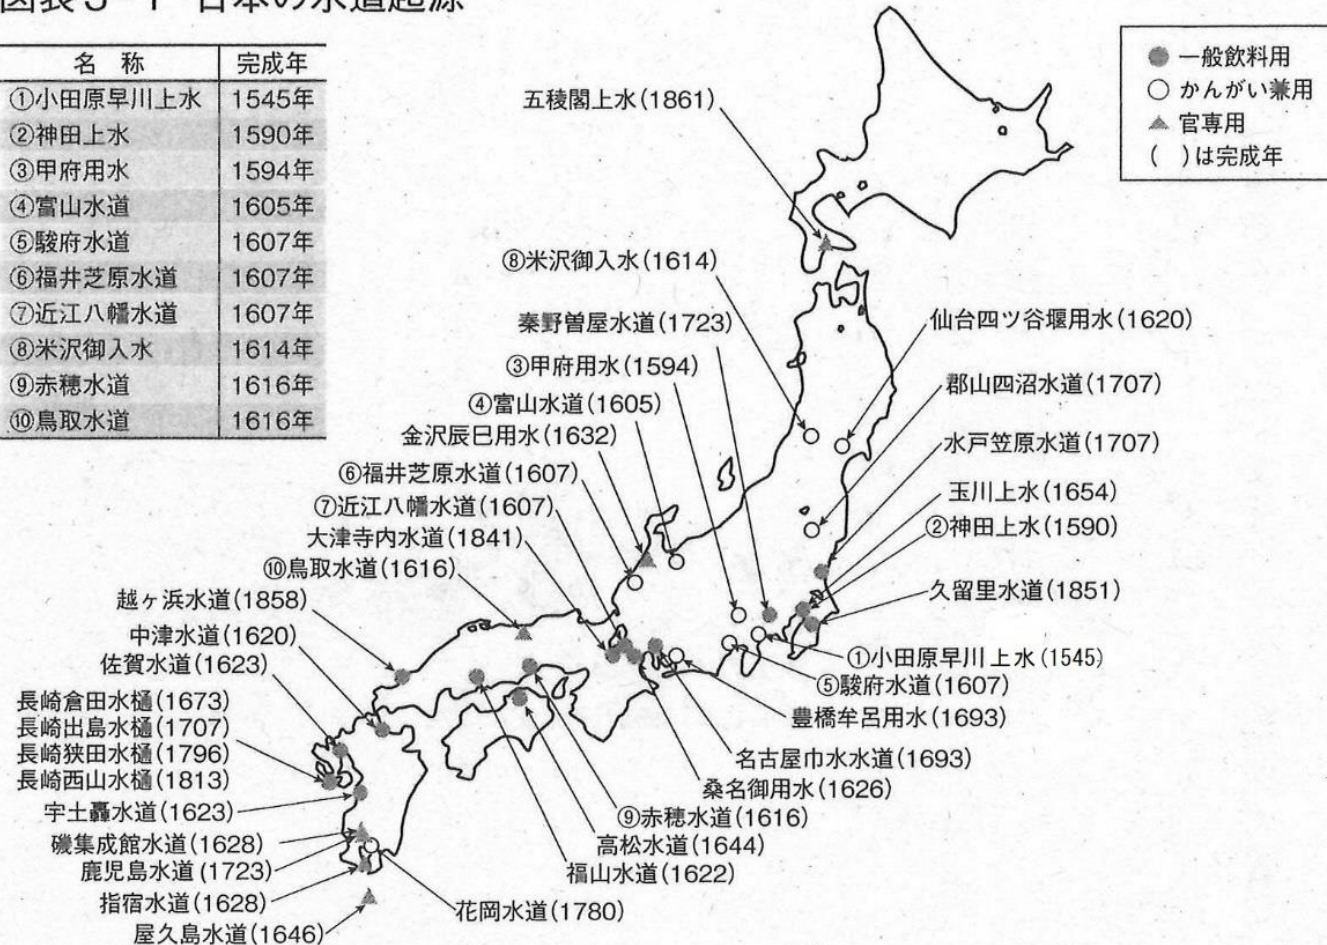 図表3-1 日本の水道起源
名 称 完成年
①小田原早川上水 1545年
②神田上水 1590年
③甲府用水 1594年
④富山水道 1605年
⑤駿府水道 1607年
⑥福井芝原水道 1607年
⑦近江八幡水道 1607年
⑧米沢御入水 1614年
⑨赤穂水道 1616年
⑩鳥取水道 1616年
一般飲料用
かんがい兼用
官専用
( )は完成年
五稜閣上水(1861)
⑧米沢御入水(1614)
秦野曽屋水道(1723)
③甲府用水(1594)
④富山水道(1605)
金沢辰巳用水(1632)
⑥福井芝原水道(1607)
⑦近江八幡水道(1607)
大津寺内水道(1841)
⑩鳥取水道(1616)
越ヶ浜水道(1858)
中津水道(1620)
佐賀水道(1623)
長崎倉田水樋(1673)
長崎出島水樋(1707)
長崎狭田水樋(1796)
長崎西山水樋(1813)
宇土轟水道(1623)
磯集成館水道(1628)
鹿児島水道(1723)
指宿水道(1628)
屋久島水道(1646)
仙台四ツ谷堰用水(1620)
郡山四沼水道(1707)
水戸笠原水道(1707)
玉川上水(1654)
②神田上水(1590)
久留里水道(1851)
①小田原早川上水(1545)
⑤駿府水道(1607)
豊橋牟呂用水(1693)
名古屋巾水水道(1693)
桑名御用水(1626)
⑨赤穂水道(1616)
高松水道(1644)
福山水道(1622)
花岡水道(1780)